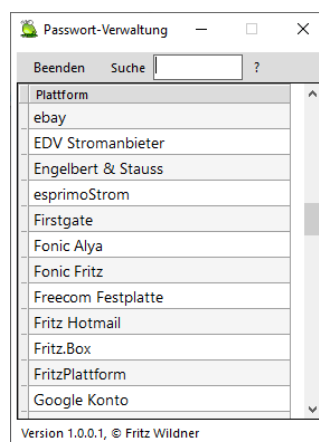 Passwort-Verwaltung
Beenden Suche ?
Plattform
ebay
EDV Stromanbieter
Engelbert & Stauss
esprimoStrom
Firstgate
Fonic Alya
Fonic Fritz
Freecom Festplatte
Fritz Hotmail
Fritz.Box
FritzPlattform
Google Konto
Version 1.0.0.1, © Fritz Wildner